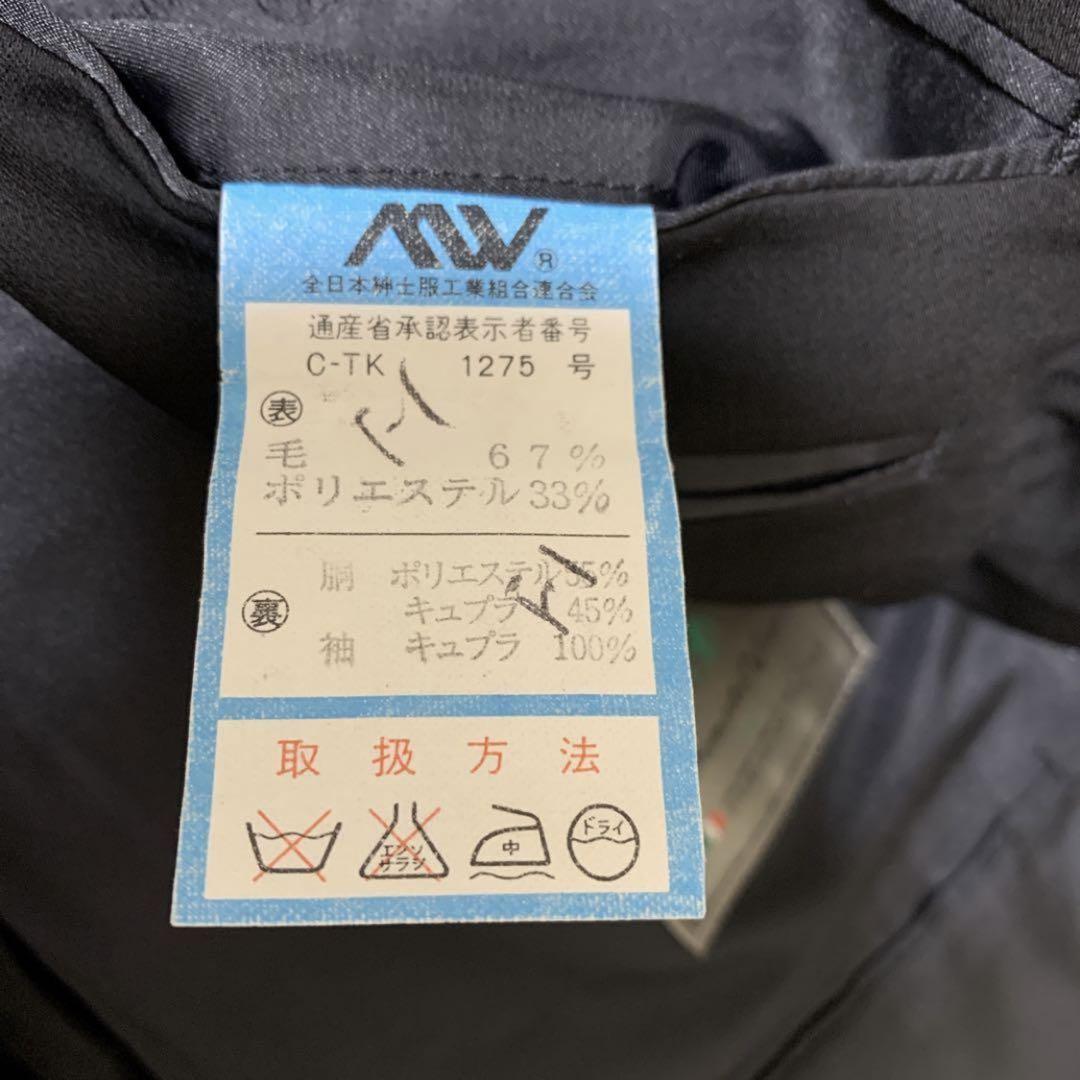 MW®
全日本紳士服工業組合連合会
通産省承認表示者番号
C-TK 1275 号
表
毛 67%
ポリエステル 33%
裏
胴 ポリエステル 55%
キュプラ 45%
袖 キュプラ 100%
取扱方法
エンソサラシ 中 ドライ